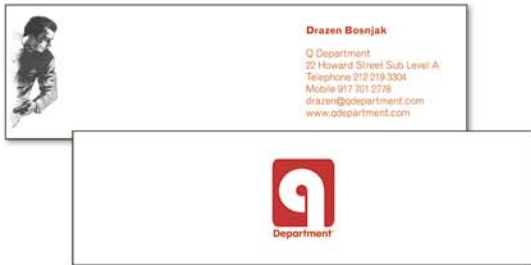 Drazen Bosnjak
Q Department
22 Howard Street Sub Level A
Telephone 212 219 3304
Mobile 917 701 2778
drazen@qdepartment.com
www.qdepartment.com
q
Department